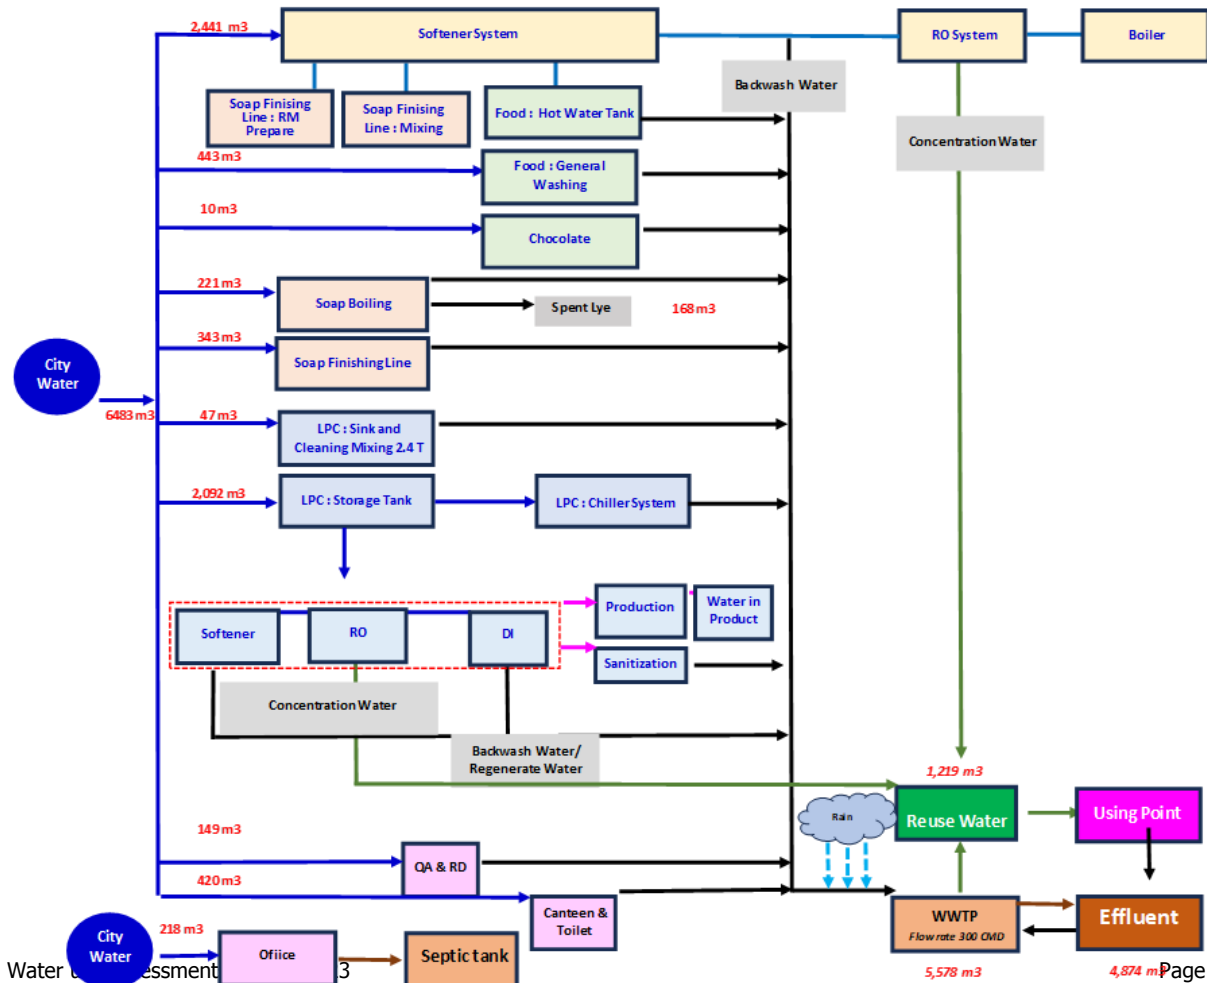 2,441 m3
Softener System
RO System
Boiler
Backwash Water
Soap Finising
Line : RM
Prepare
Soap Finising
Line : Mixing
Food : Hot Water Tank
Concentration Water
443 m3
Food : General
Washing
10 m3
Chocolate
221 m3
Soap Boiling
Spent Lye
168 m3
343 m3
Soap Finishing Line
City
Water
6483 m3
47 m3
LPC : Sink and
Cleaning Mixing 2.4 T
2,092 m3
LPC : Storage Tank
LPC : Chiller System
Production
Water in
Product
Softener
RO
DI
Sanitization
Concentration Water
Backwash Water/
Regenerate Water
1,219 m3
Rain
Reuse Water
Using Point
149 m3
QA & RD
420 m3
Canteen &
Toilet
WWTP
Flow rate 300 CMD
Effluent
City
Water
218 m3
Ofiice
Septic tank
5,578 m3
4,874 m3
Water
3
Page